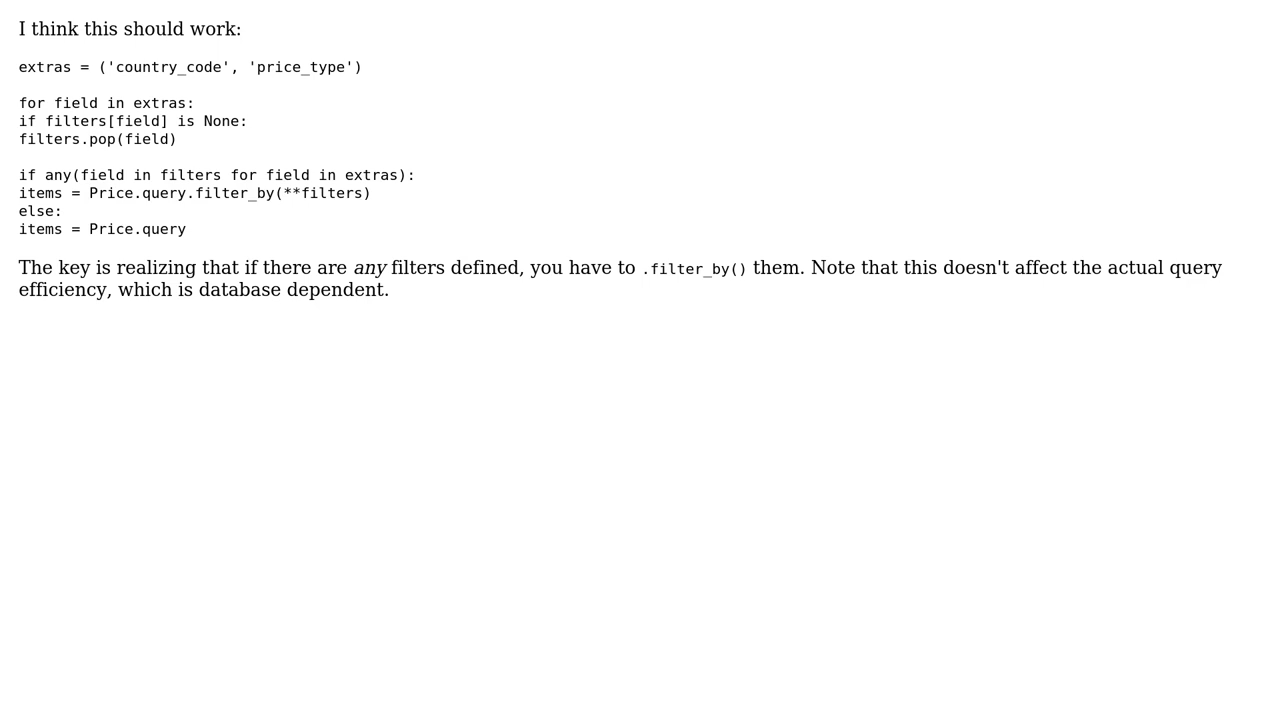 I think this should work:
extras = ('country_code', 'price_type')
for field in extras:
if filters[field] is None:
filters.pop(field)
if any(field in filters for field in extras):
items = Price.query.filter_by(**filters)
else:
items = Price.query
The key is realizing that if there are any filters defined, you have to .filter_by() them. Note that this doesn't affect the actual query
efficiency, which is database dependent.